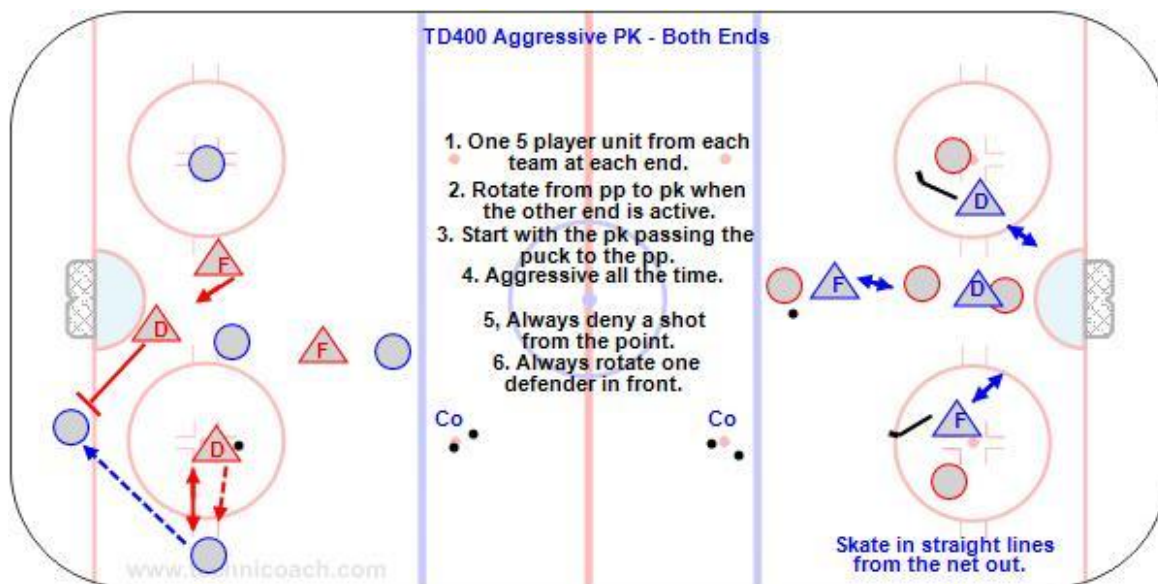 TD400 Aggressive PK - Both Ends
1. One 5 player unit from each
team at each end.
2. Rotate from pp to pk when
the other end is active.
3. Start with the pk passing the
puck to the pp.
4. Aggressive all the time.
5, Always deny a shot
from the point.
6. Always rotate one
defender in front.
F
D
F
D
Co
Co
D
F
D
F
Skate in straight lines
from the net out.
www.technicoach.com